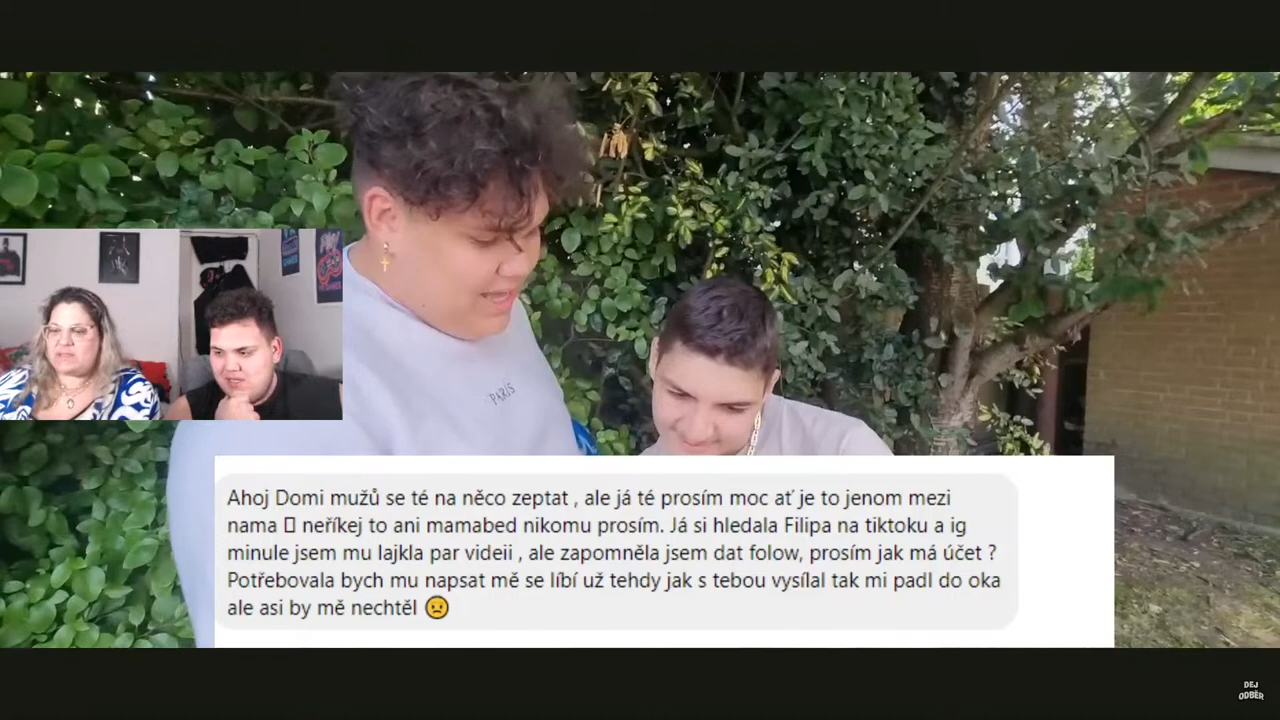 PARIS
Ahoj Domi mužů se té na něco zeptat , ale já té prosím moc ať je to jenom mezi
nama ▯ neříkej to ani mamabed nikomu prosím. Já si hledala Filipa na tiktoku a ig
minule jsem mu lajkla par videii , ale zapomněla jsem dat folow, prosím jak má účet ?
Potřebovala bych mu napsat mě se líbí už tehdy jak s tebou vysílal tak mi padl do oka
ale asi by mě nechtěl 😟
DEJ
ODBĚR